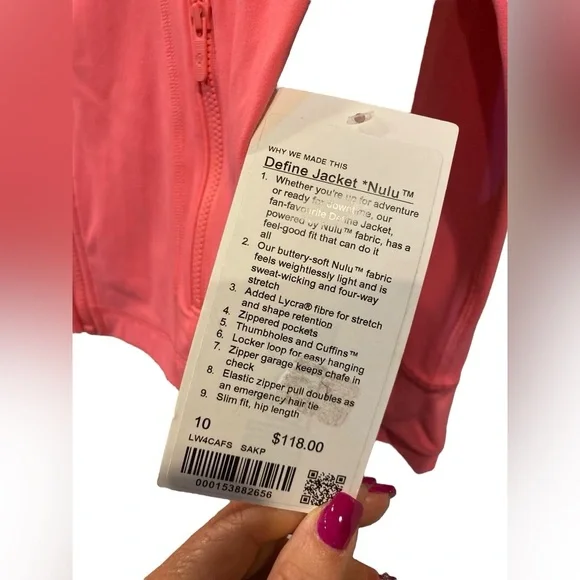 WHY WE MADE THIS
Define Jacket *Nulu™
1. Whether you're up for adventure
or ready for downtime, our
fan-favourite Define Jacket,
powered by Nulu™ fabric, has a
feel-good fit that can do it
all
2. Our buttery-soft Nulu™ fabric
feels weightlessly light and is
sweat-wicking and four-way
stretch
3. Added Lycra® fibre for stretch
and shape retention
4. Zippered pockets
5. Thumbholes and Cuffins™
6. Locker loop for easy hanging
7. Zipper garage keeps chafe in
check
8. Elastic zipper pull doubles as
an emergency hair tie
9. Slim fit, hip length
10 $118.00
LW4CAFS SAKP
000153882656